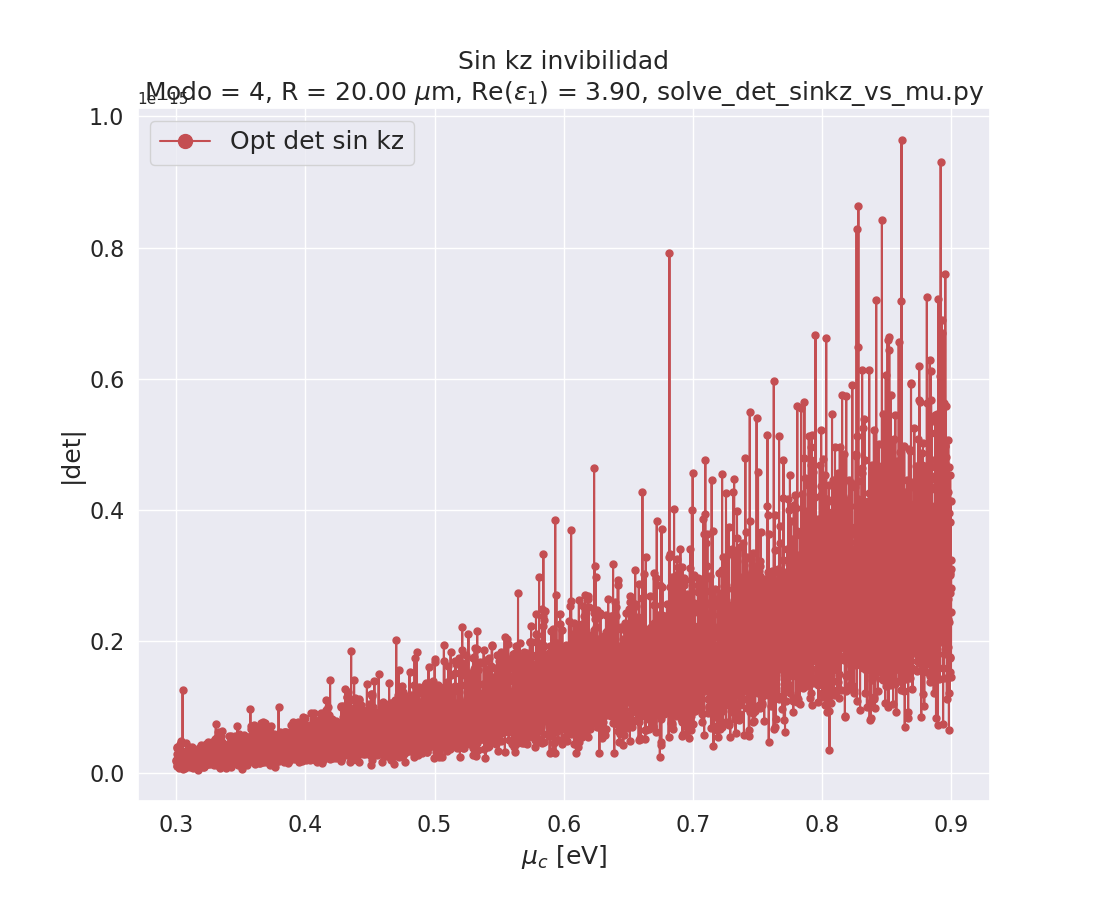 Sin kz invibilidad
Modo = 4, R = 20.00 μm, Re(ε₁) = 3.90, solve_det_sinkz_vs_mu.py
1e−15
1.0
Opt det sin kz
0.8
0.6
|det|
0.4
0.2
0.0
0.3 0.4 0.5 0.6 0.7 0.8 0.9
μc [eV]